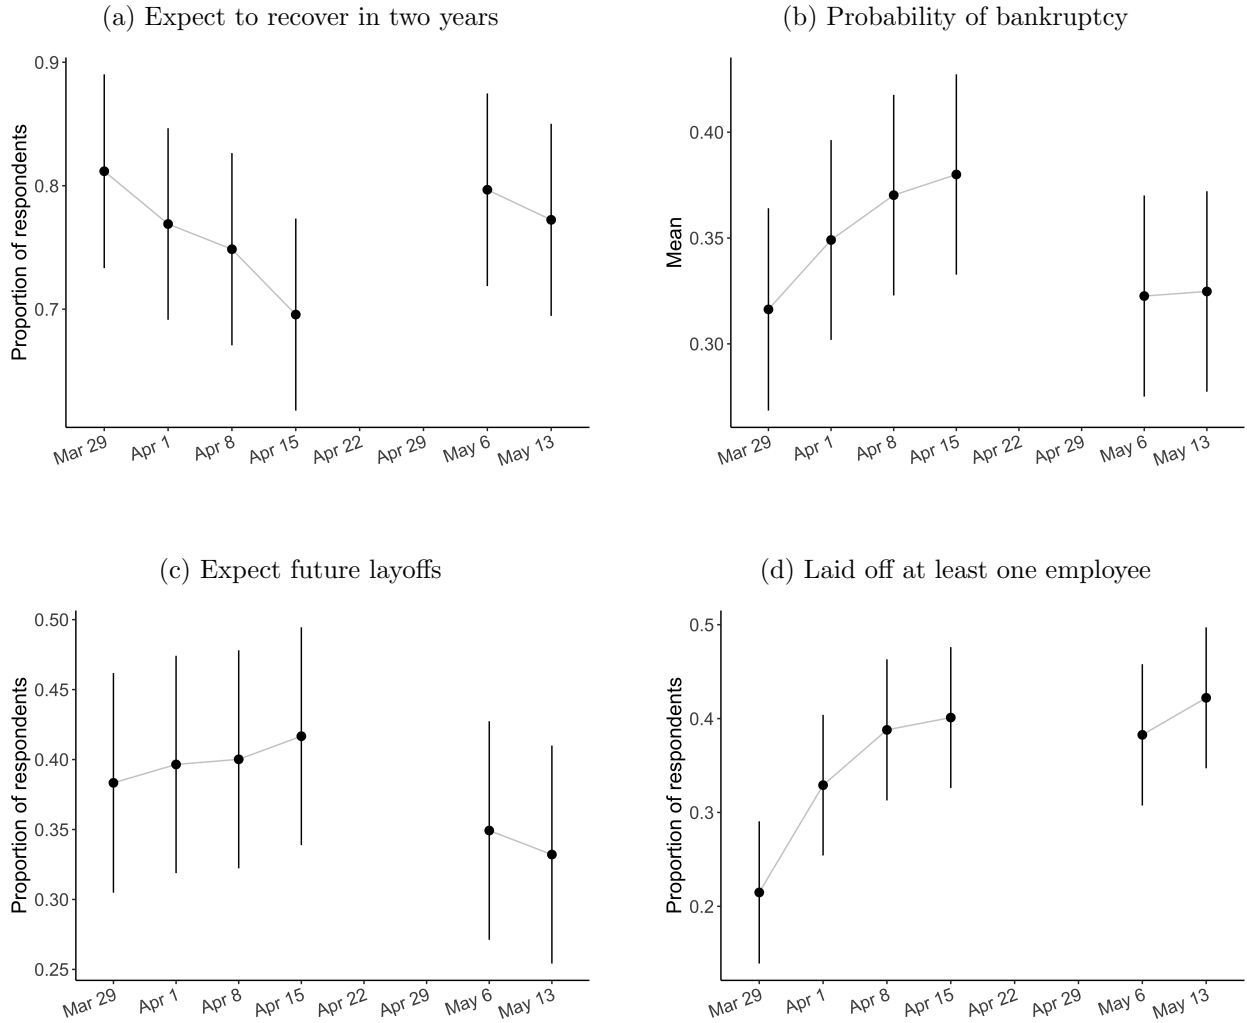 (a) Expect to recover in two years
Proportion of respondents
0.9
0.8
0.7
Mar 29 Apr 1 Apr 8 Apr 15 Apr 22 Apr 29 May 6 May 13
(b) Probability of bankruptcy
Mean
0.40
0.35
0.30
Mar 29 Apr 1 Apr 8 Apr 15 Apr 22 Apr 29 May 6 May 13
(c) Expect future layoffs
Proportion of respondents
0.50
0.45
0.40
0.35
0.30
0.25
Mar 29 Apr 1 Apr 8 Apr 15 Apr 22 Apr 29 May 6 May 13
(d) Laid off at least one employee
Proportion of respondents
0.5
0.4
0.3
0.2
Mar 29 Apr 1 Apr 8 Apr 15 Apr 22 Apr 29 May 6 May 13